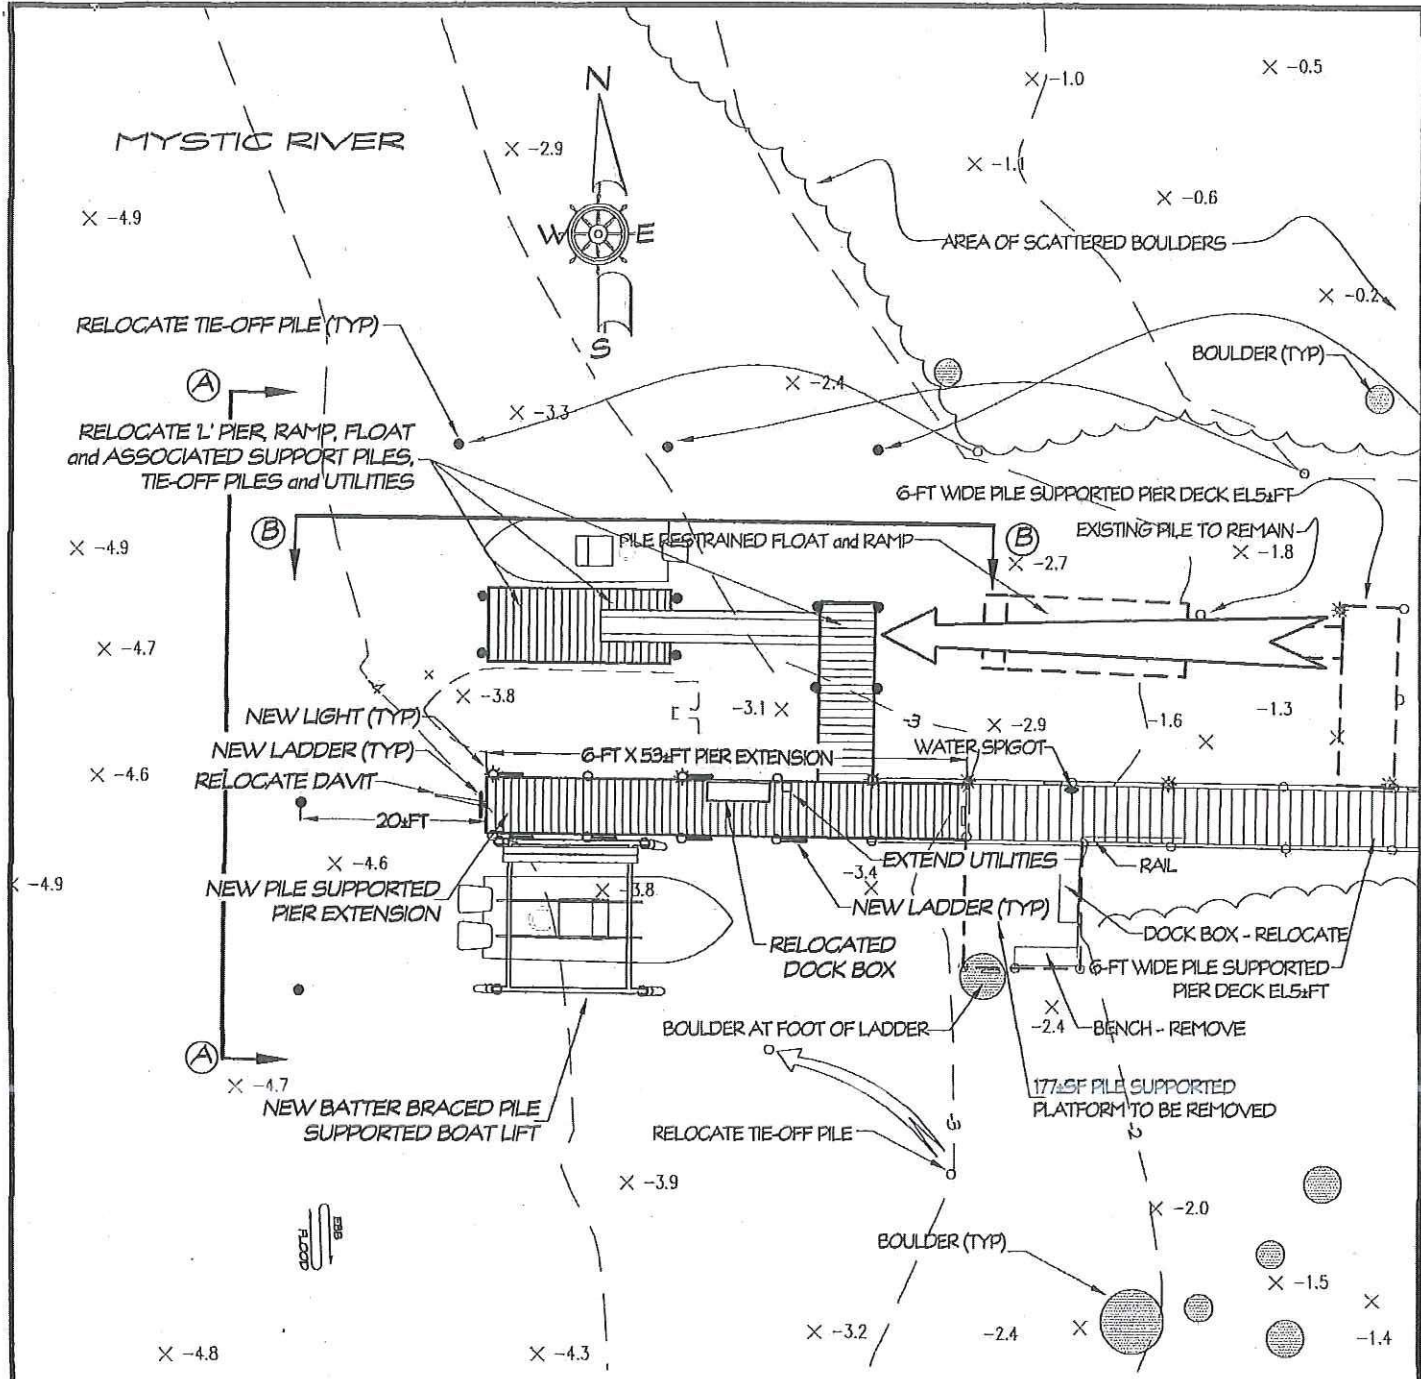 × -0.5
× -1.0
N
MYSTIC RIVER
× -2.9
× -1.1
× -0.6
× -4.9
W E
AREA OF SCATTERED BOULDERS
× -0.2
RELOCATE TIE-OFF PILE (TYP)
S
BOULDER (TYP)
A
× -2.4
× -3.3
RELOCATE 'L' PIER, RAMP, FLOAT
and ASSOCIATED SUPPORT PILES,
TIE-OFF PILES and UTILITIES
6-FT WIDE PILE SUPPORTED PIER DECK EL5±FT
B
PILE RESTRAINED FLOAT and RAMP
B
EXISTING PILE TO REMAIN
× -4.9
× -2.7
× -1.8
× -4.7
× -3.8
-3.1 ×
-3
× -2.9
-1.6
-1.3
NEW LIGHT (TYP)
NEW LADDER (TYP)
6-FT X 53±FT PIER EXTENSION
WATER SPIGOT
× -4.6
RELOCATE DAVIT
20±FT
× -4.6
EXTEND UTILITIES
RAIL
× -4.9
-3.4
× -3.8
NEW PILE SUPPORTED
PIER EXTENSION
NEW LADDER (TYP)
RELOCATED
DOCK BOX
DOCK BOX - RELOCATE
6-FT WIDE PILE SUPPORTED
PIER DECK EL5±FT
BOULDER AT FOOT OF LADDER
× -2.4
BENCH - REMOVE
A
× -4.7
NEW BATTER BRACED PILE
SUPPORTED BOAT LIFT
177±SF PILE SUPPORTED
PLATFORM TO BE REMOVED
RELOCATE TIE-OFF PILE
-3
-2
× -3.9
× -2.0
EBB
FLOOD
BOULDER (TYP)
× -1.5
× -3.2
-2.4 ×
-1.4
× -4.8
× -4.3